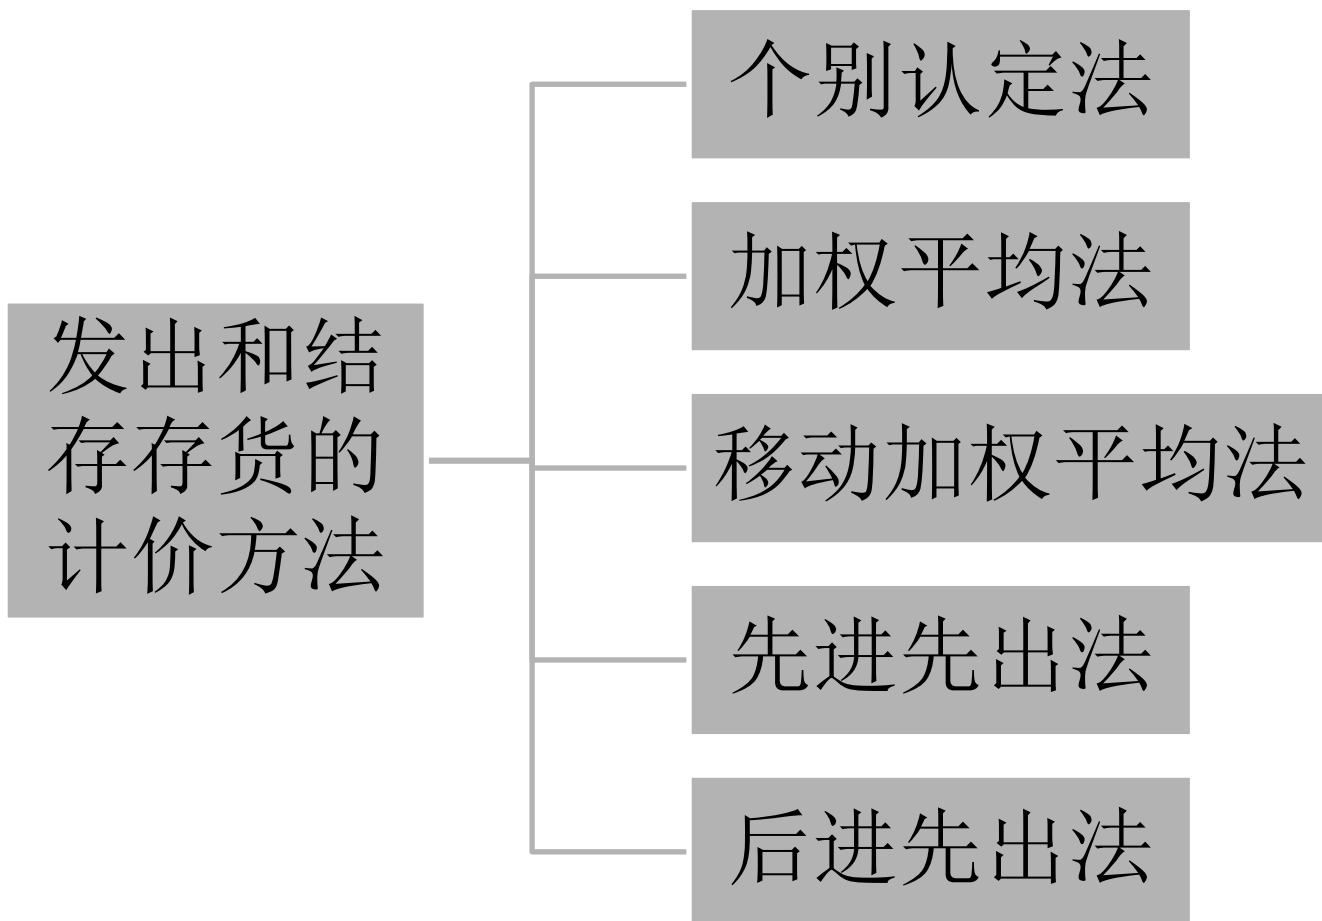 发出和结
存存货的
计价方法
个别认定法
加权平均法
移动加权平均法
先进先出法
后进先出法